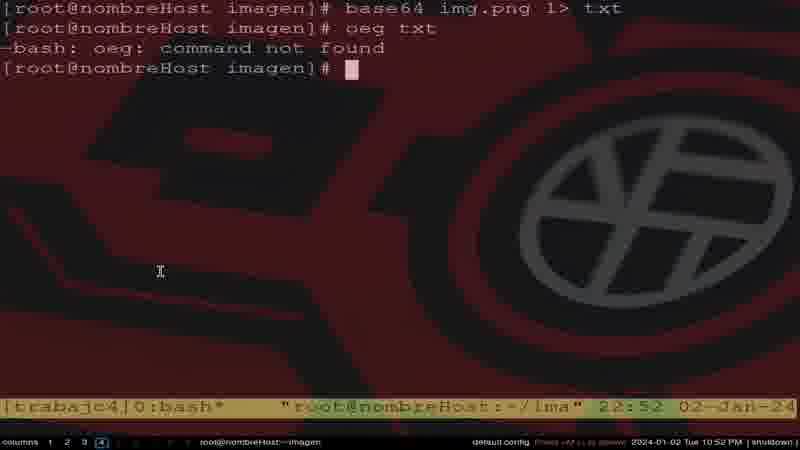 [root@nombreHost imagen]# base64 img.png 1> txt
[root@nombreHost imagen]# oeg txt
-bash: oeg: command not found
[root@nombreHost imagen]#
[trabajc4]0:bash* "root@nombreHost:~/ima" 22:52 02-Jan-24
columns 1 2 3 4 root@nombreHost:~imagen default.config 2024-01-02 Tue 10:52 PM [ shutdown ]